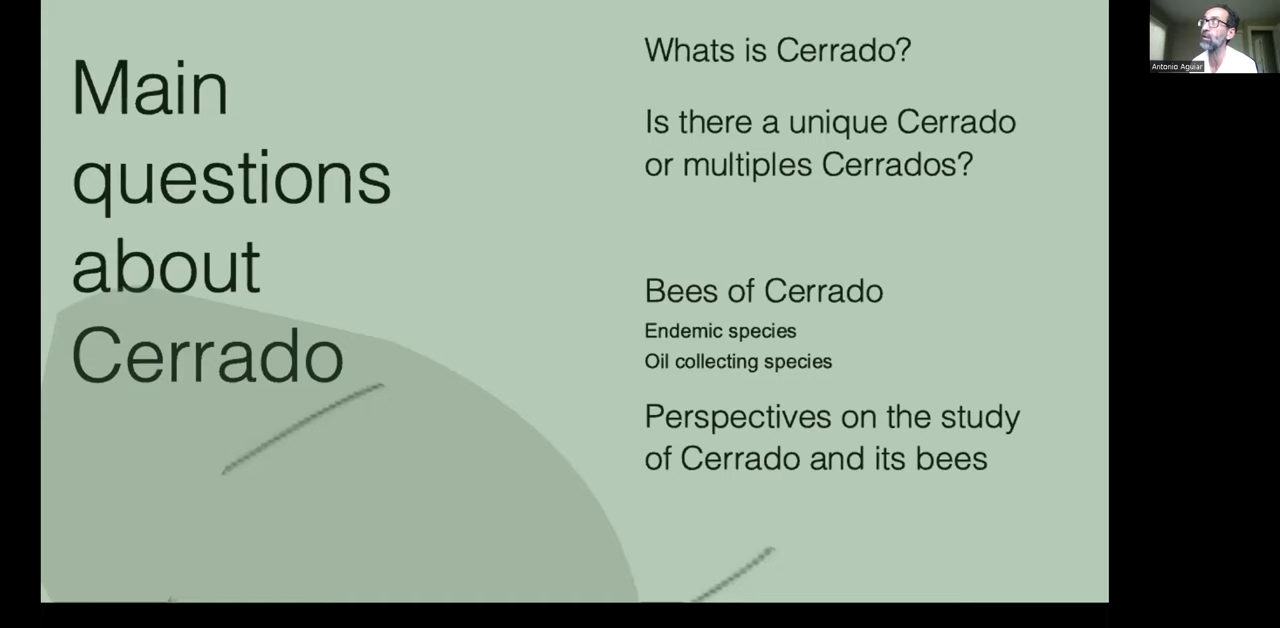 Main
questions
about
Cerrado
Whats is Cerrado?
Is there a unique Cerrado
or multiples Cerrados?
Bees of Cerrado
Endemic species
Oil collecting species
Perspectives on the study
of Cerrado and its bees
Antonio Aguiar